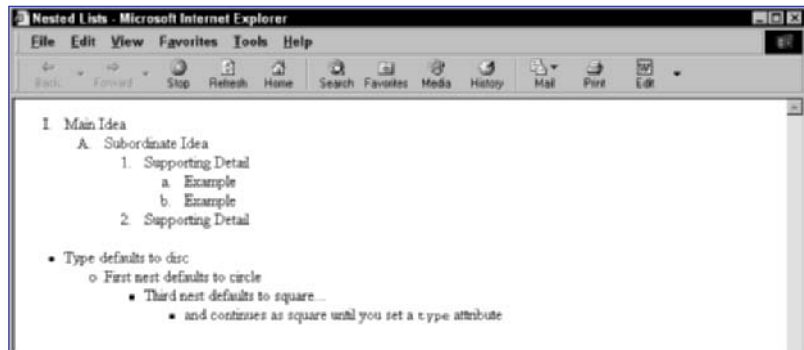 Nested Lists - Microsoft Internet Explorer
File Edit View Favorites Tools Help
Back Forward Stop Refresh Home Search Favorites Media History Mail Print Edit
I. Main Idea
A. Subordinate Idea
1. Supporting Detail
a. Example
b. Example
2. Supporting Detail
• Type defaults to disc
o First nest defaults to circle
▪ Third nest defaults to square...
▪ and continues as square until you set a type attribute